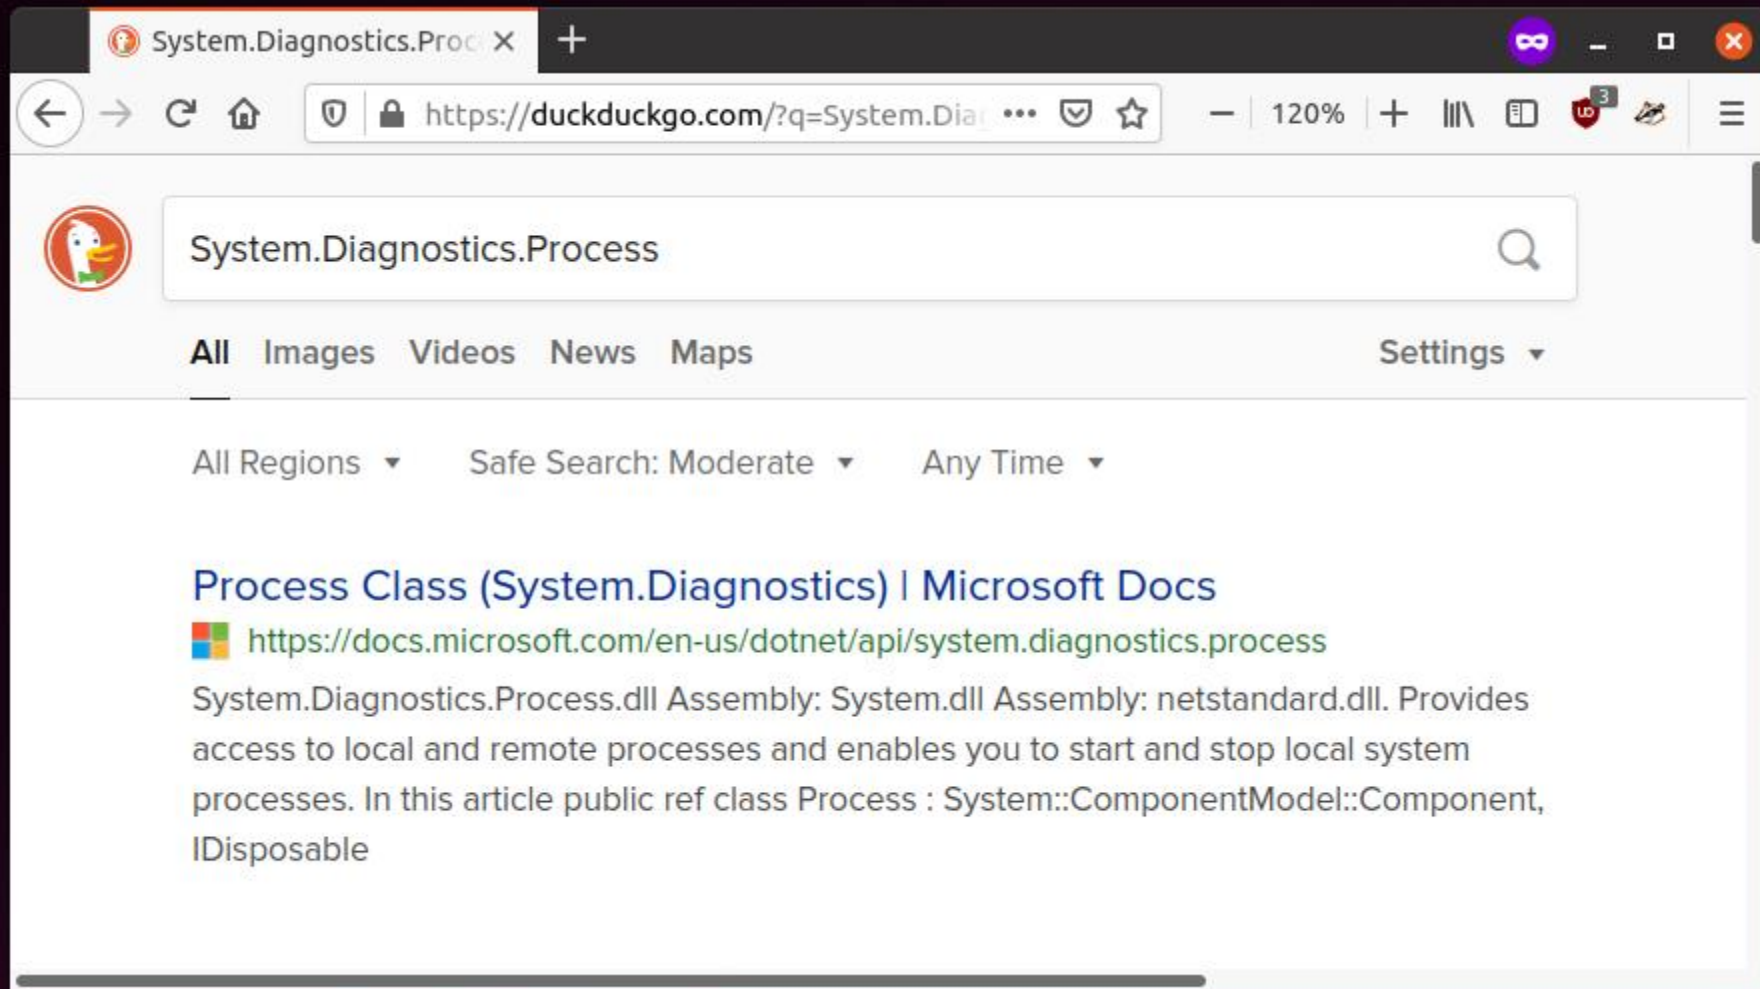 System.Diagnostics.Proc
https://duckduckgo.com/?q=System.Dia
120%
3
System.Diagnostics.Process
All Images Videos News Maps Settings
All Regions Safe Search: Moderate Any Time
Process Class (System.Diagnostics) | Microsoft Docs
https://docs.microsoft.com/en-us/dotnet/api/system.diagnostics.process
System.Diagnostics.Process.dll Assembly: System.dll Assembly: netstandard.dll. Provides
access to local and remote processes and enables you to start and stop local system
processes. In this article public ref class Process : System::ComponentModel::Component,
IDisposable